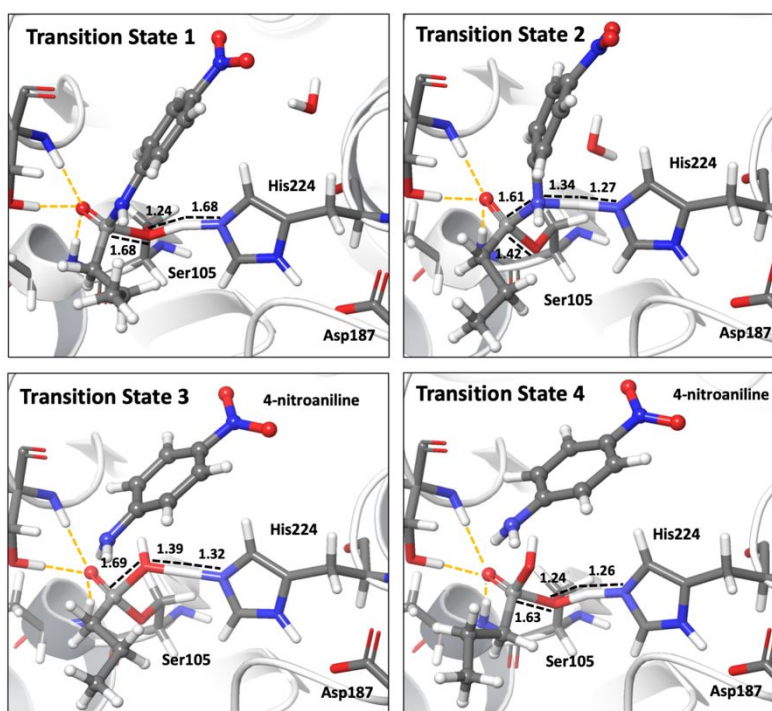 Transition State 1
1.24
1.68
His224
1.68
Ser105
Asp187
Transition State 2
His224
1.61
1.34
1.27
1.42
Ser105
Asp187
Transition State 3
4-nitroaniline
His224
1.69
1.39
1.32
Ser105
Asp187
Transition State 4
4-nitroaniline
His224
1.24
1.26
1.63
Ser105
Asp187